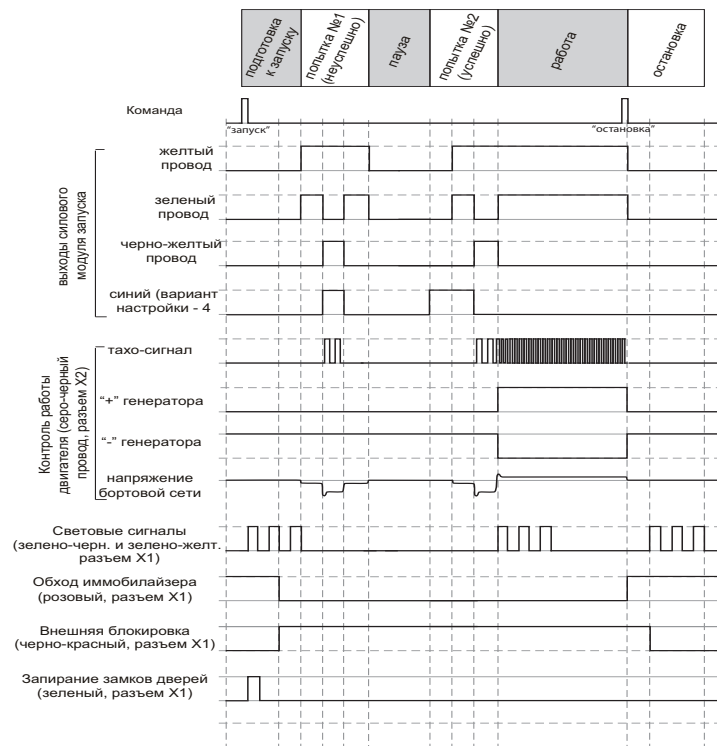 подготовка
к запуску
попытка №1
(неуспешно)
пауза
попытка №2
(успешно)
работа
остановка
Команда
"запуск"
"остановка"
выходы силового
модуля запуска
желтый
провод
зеленый
провод
черно-желтый
провод
синий (вариант
настройки - 4
Контроль работы
двигателя (серо-черный
провод, разъем X2)
тахо-сигнал
"+" генератора
"-" генератора
напряжение
бортовой сети
Световые сигналы
(зелено-черн. и зелено-желт.
разъем X1)
Обход иммобилайзера
(розовый, разъем X1)
Внешняя блокировка
(черно-красный, разъем X1)
Запирание замков дверей
(зеленый, разъем X1)